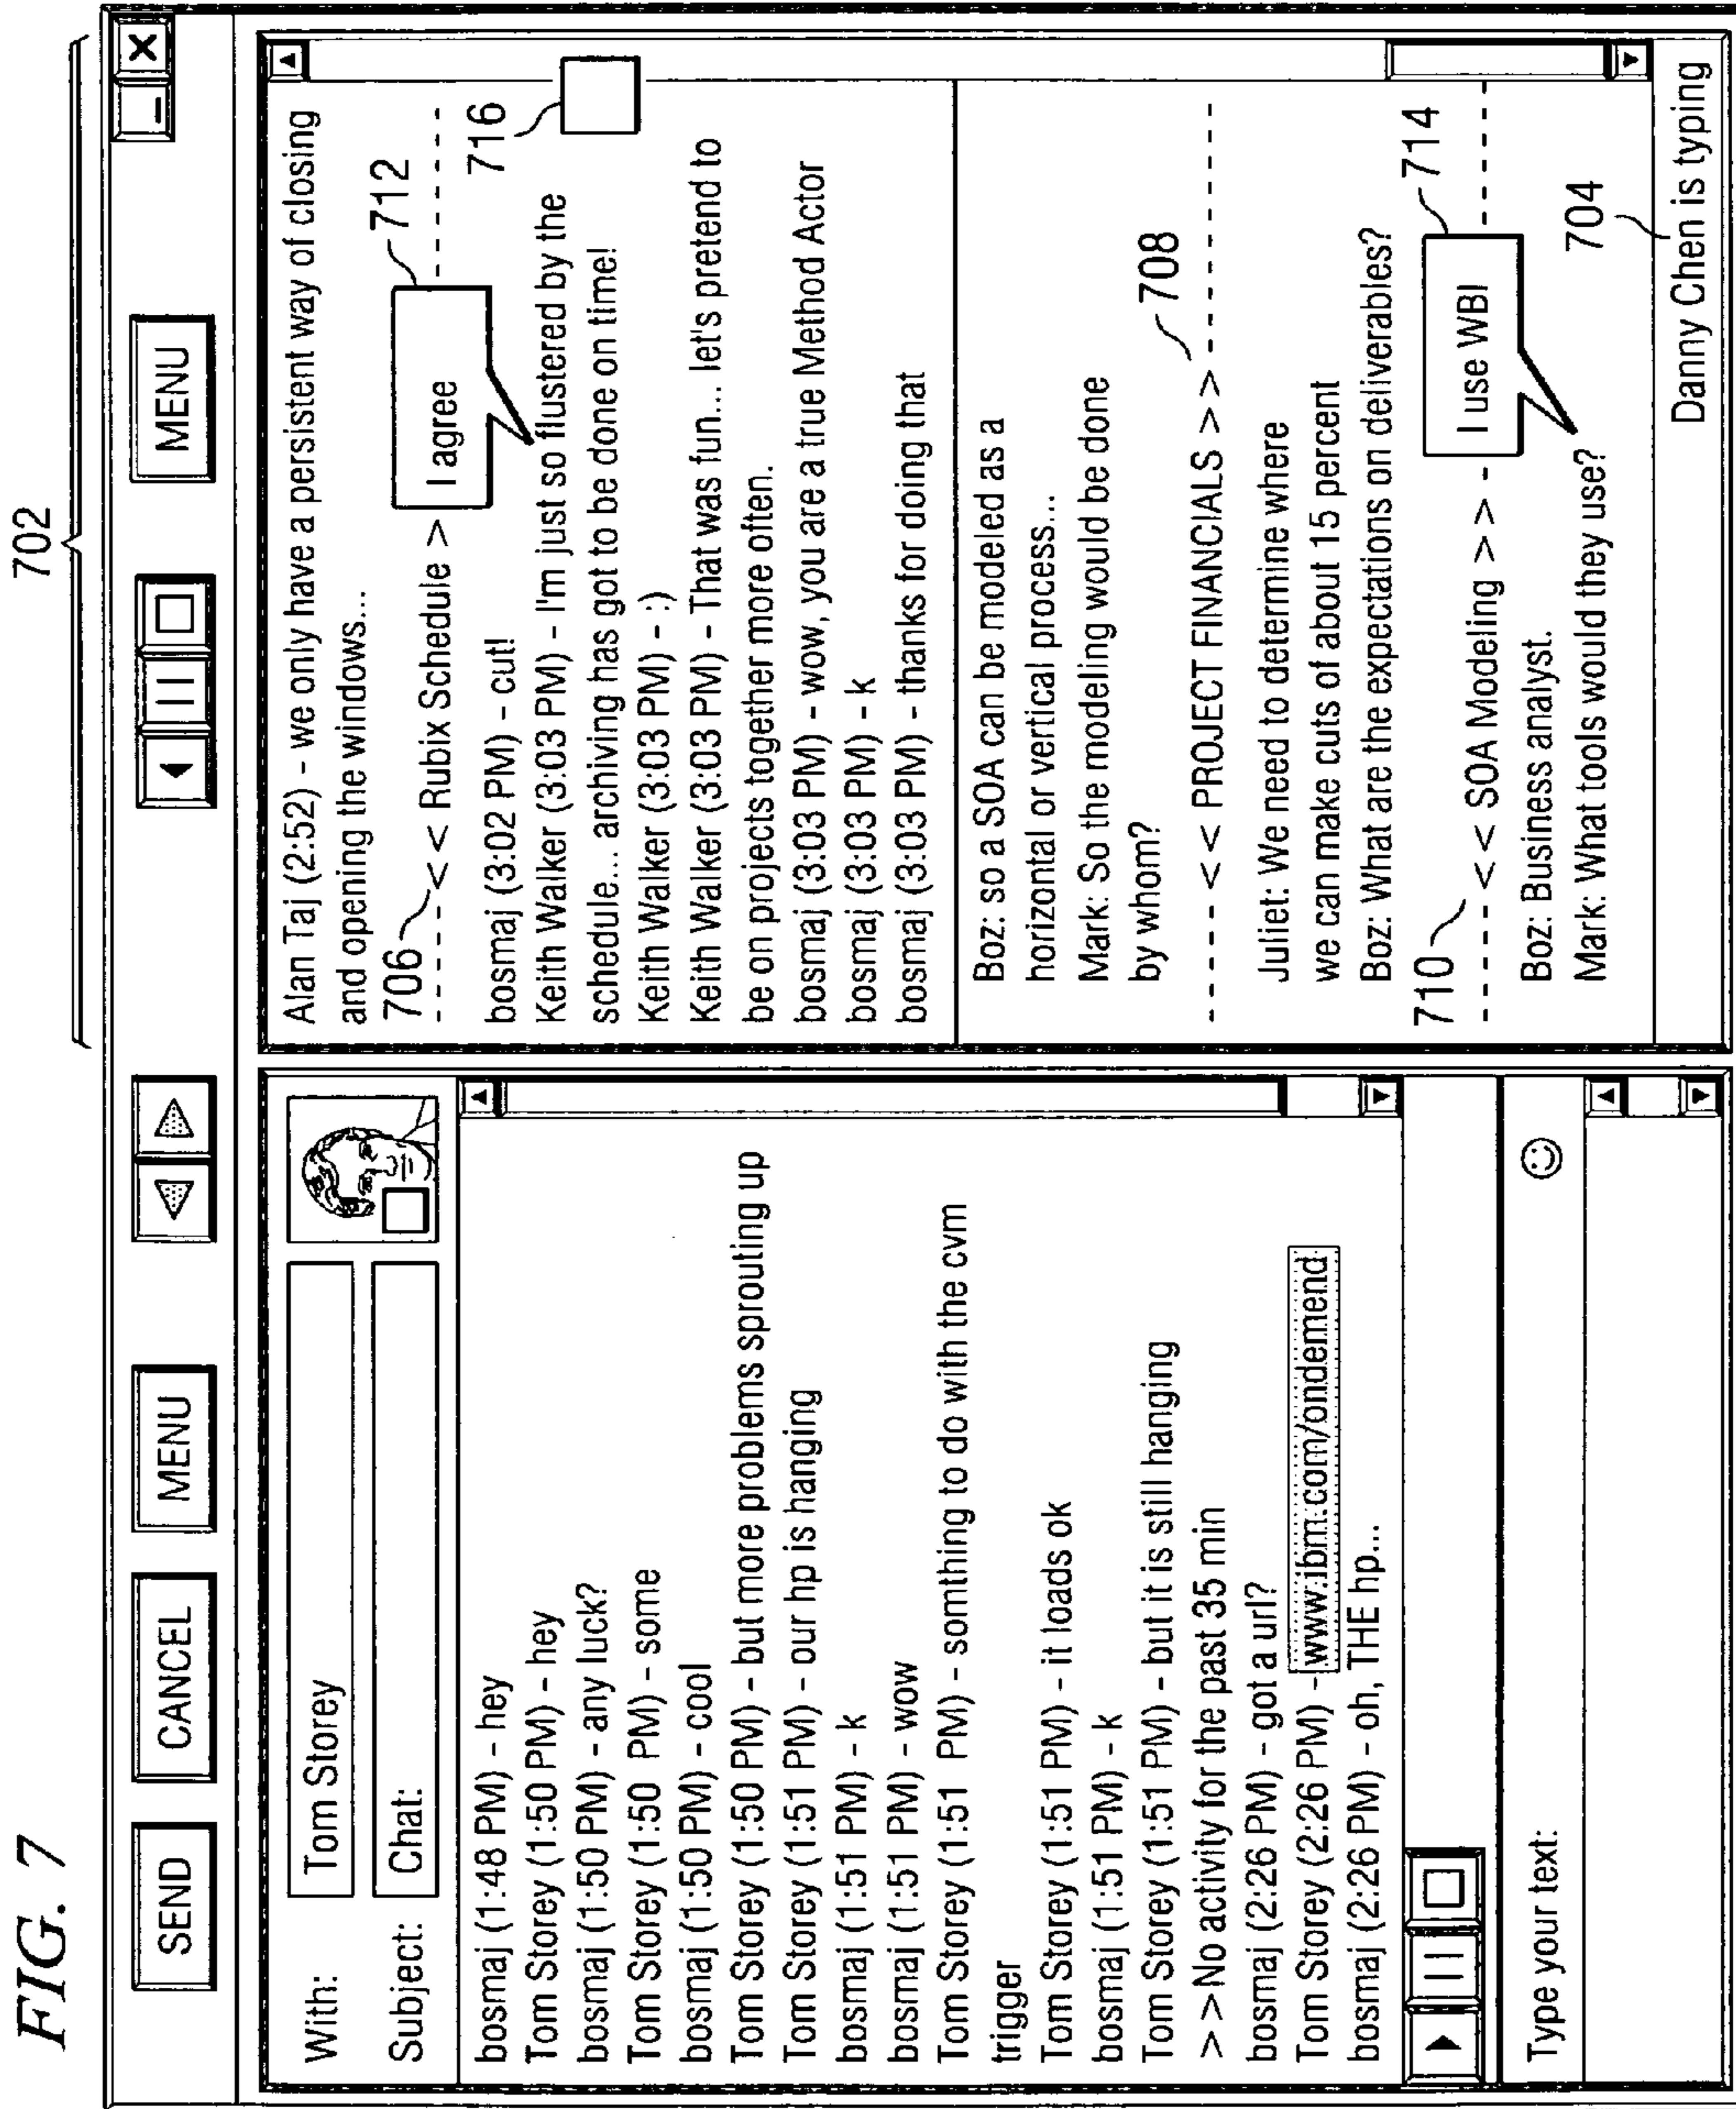 FIG. 7
702
SEND
CANCEL
MENU
MENU
With:
Tom Storey
Subject:
Chat:
bosmaj (1:48 PM) - hey
Tom Storey (1:50 PM) - hey
bosmaj (1:50 PM) - any luck?
Tom Storey (1:50 PM) - some
bosmaj (1:50 PM) - cool
Tom Storey (1:50 PM) - but more problems sprouting up
Tom Storey (1:51 PM) - our hp is hanging
bosmaj (1:51 PM) - k
bosmaj (1:51 PM) - wow
Tom Storey (1:51 PM) - somthing to do with the cvm
trigger
Tom Storey (1:51 PM) - it loads ok
bosmaj (1:51 PM) - k
Tom Storey (1:51 PM) - but it is still hanging
>>No activity for the past 35 min
bosmaj (2:26 PM) - got a url?
Tom Storey (2:26 PM) - www.ibm.com/ondemend
bosmaj (2:26 PM) - oh, THE hp...
Type your text:
Alan Taj (2:52) - we only have a persistent way of closing
and opening the windows...
706
712
----- << Rubix Schedule > ------
I agree
716
bosmaj (3:02 PM) - cut!
Keith Walker (3:03 PM) - I'm just so flustered by the
schedule... archiving has got to be done on time!
Keith Walker (3:03 PM) - :)
Keith Walker (3:03 PM) - That was fun... let's pretend to
be on projects together more often.
bosmaj (3:03 PM) - wow, you are a true Method Actor
bosmaj (3:03 PM) - k
bosmaj (3:03 PM) - thanks for doing that
Boz: so a SOA can be modeled as a
horizontal or vertical process...
Mark: So the modeling would be done
by whom?
708
----- << PROJECT FINANCIALS >> ----------
Juliet: We need to determine where
we can make cuts of about 15 percent
Boz: What are the expectations on deliverables?
710
714
----- << SOA Modeling >> - ------
I use WBI
Boz: Business analyst.
Mark: What tools would they use?
704
Danny Chen is typing